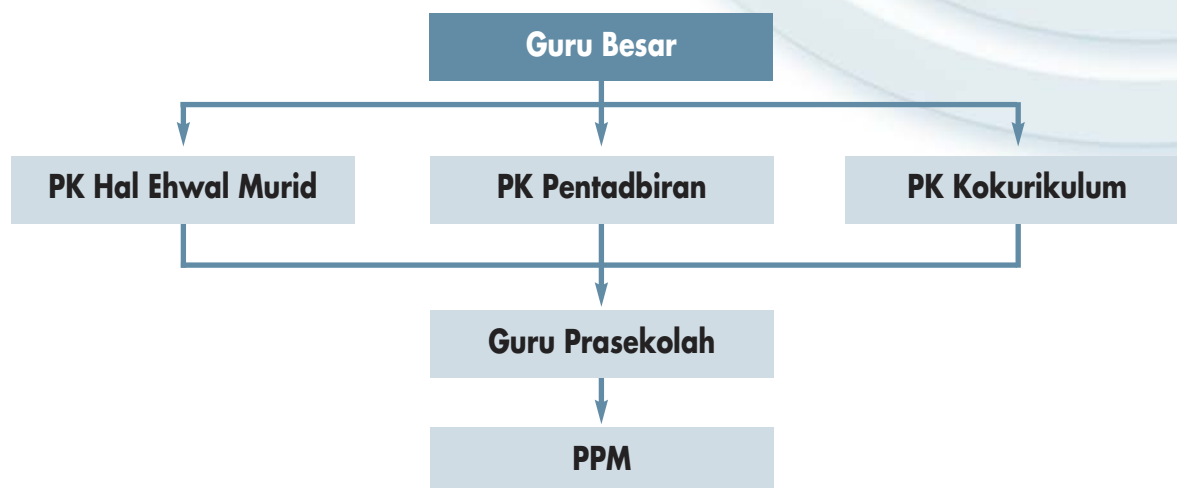 Guru Besar
PK Hal Ehwal Murid
PK Pentadbiran
PK Kokurikulum
Guru Prasekolah
PPM